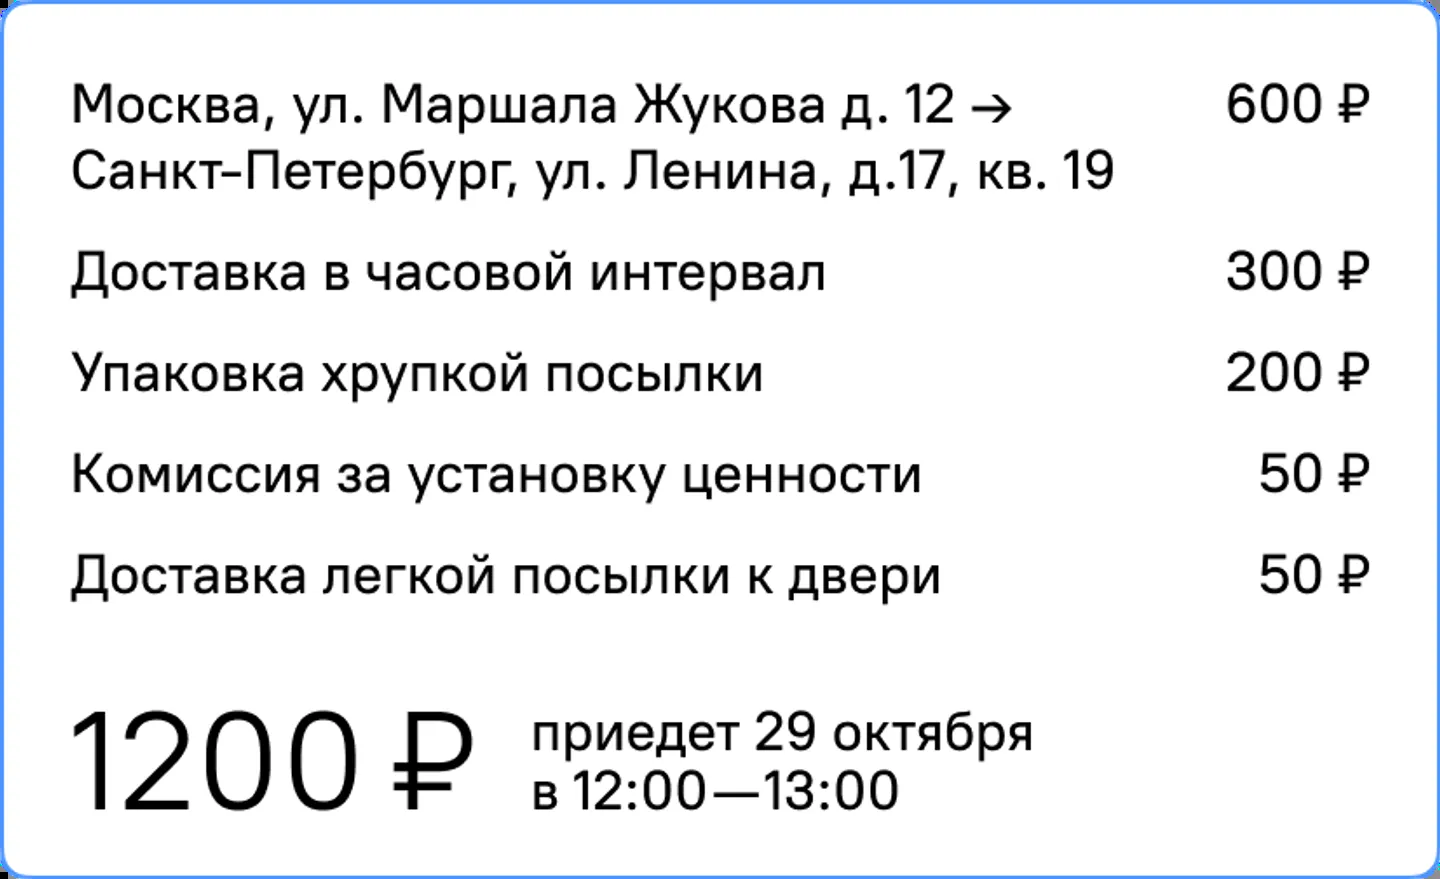 Москва, ул. Маршала Жукова д. 12 → 600 ₽
Санкт-Петербург, ул. Ленина, д.17, кв. 19
Доставка в часовой интервал 300 ₽
Упаковка хрупкой посылки 200 ₽
Комиссия за установку ценности 50 ₽
Доставка легкой посылки к двери 50 ₽
1200 ₽
приедет 29 октября
в 12:00—13:00